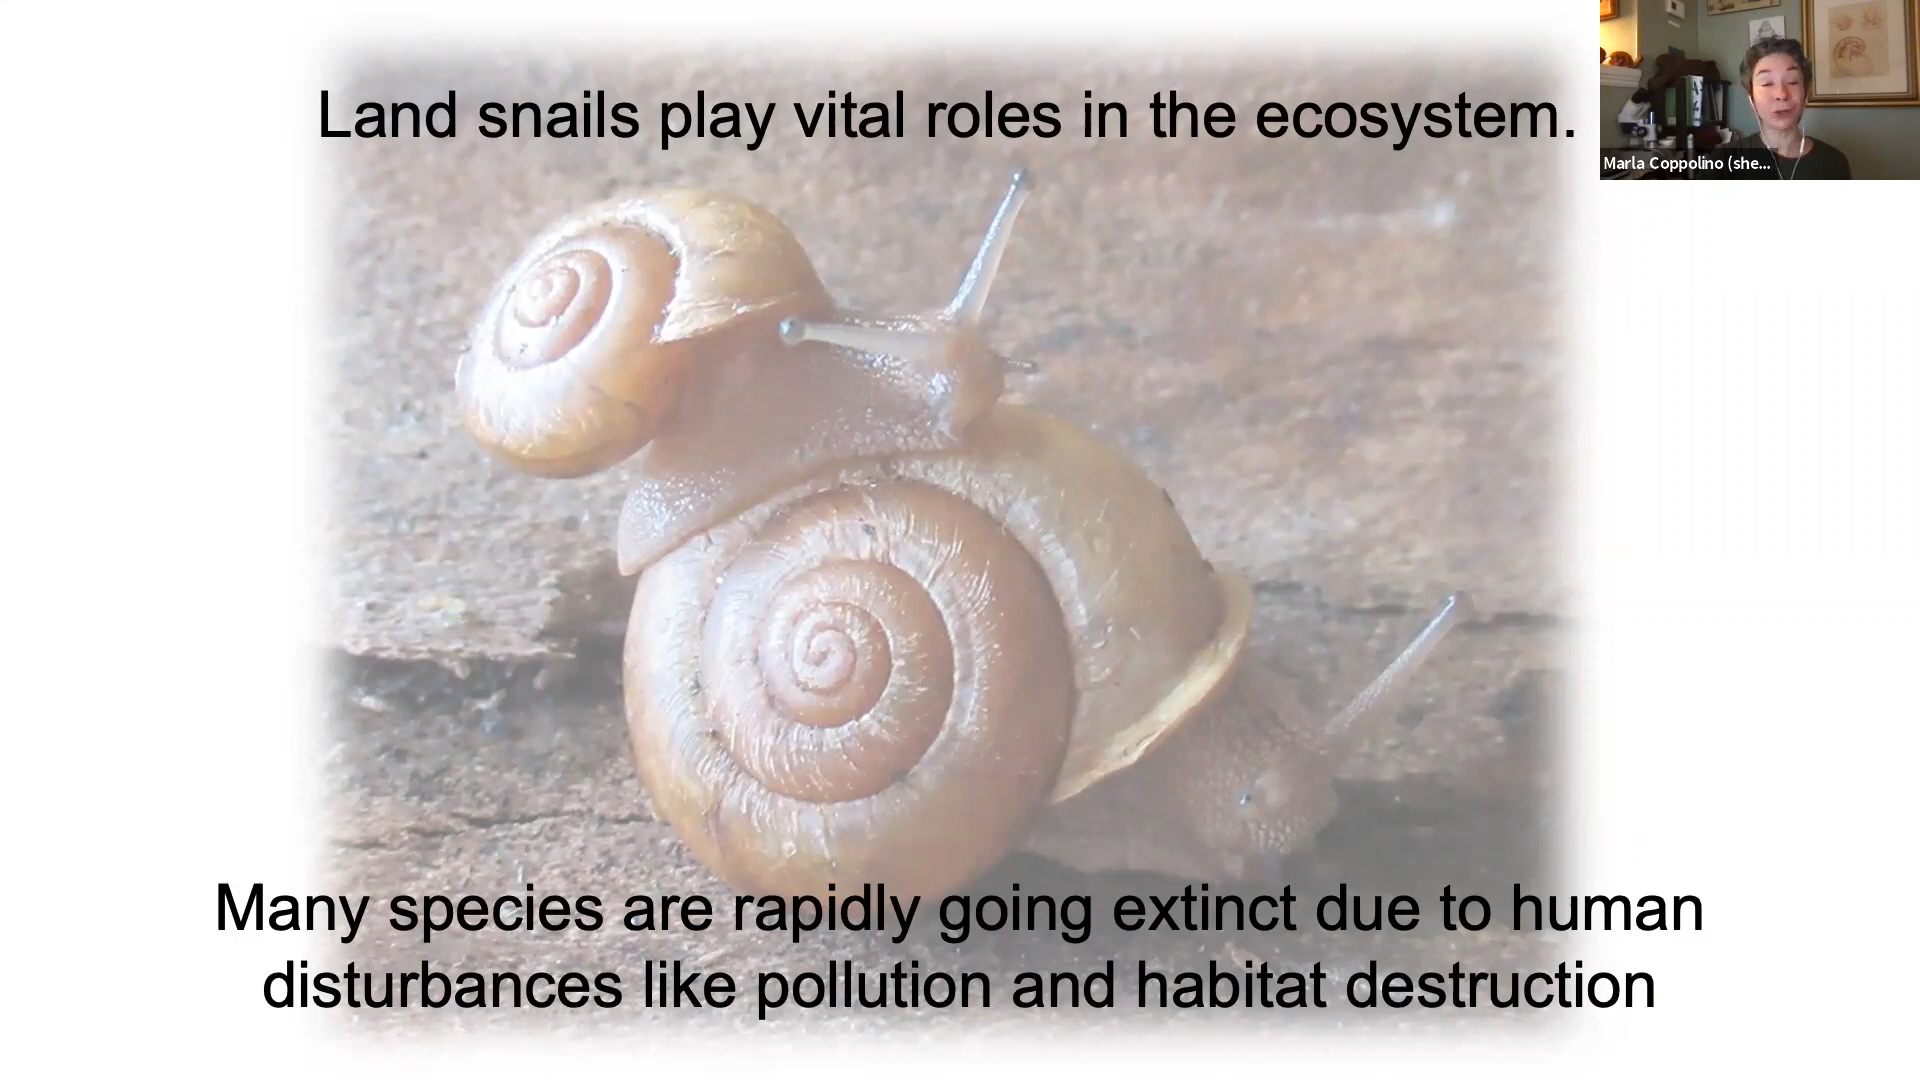 Land snails play vital roles in the ecosystem.
Marla Coppolino (she...
Many species are rapidly going extinct due to human
disturbances like pollution and habitat destruction